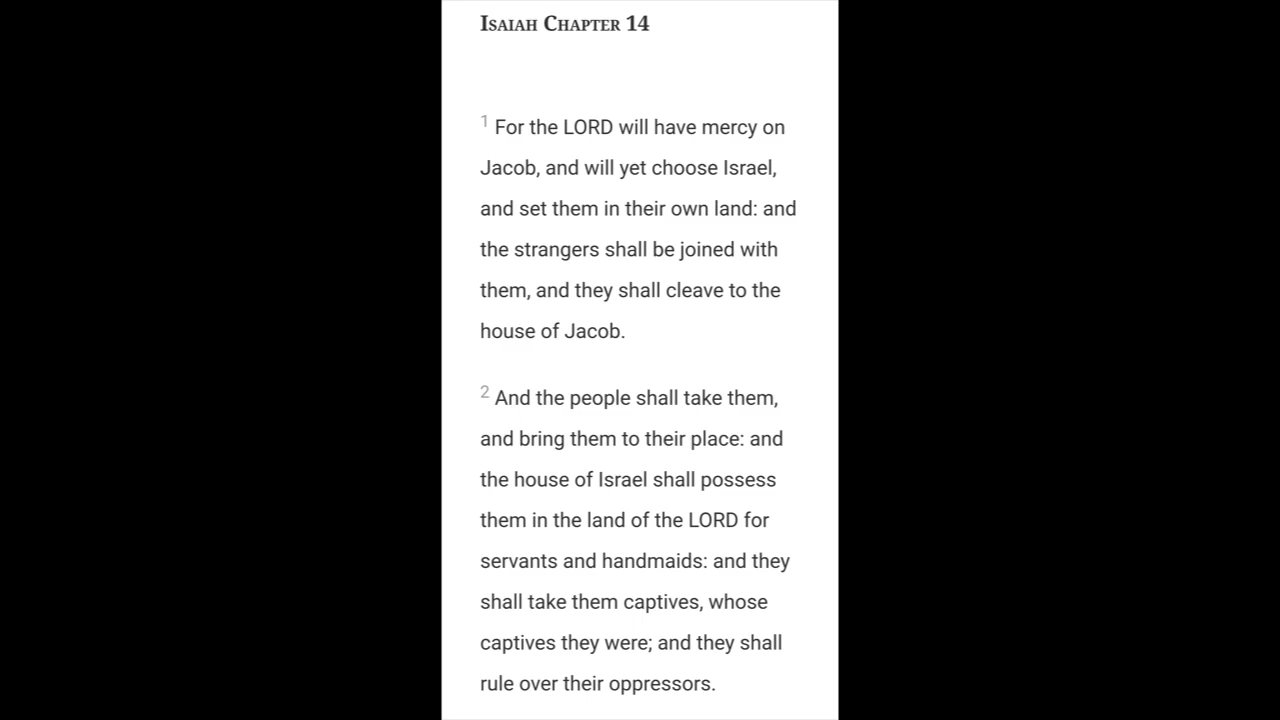 Isaiah Chapter 14
1 For the LORD will have mercy on
Jacob, and will yet choose Israel,
and set them in their own land: and
the strangers shall be joined with
them, and they shall cleave to the
house of Jacob.
2 And the people shall take them,
and bring them to their place: and
the house of Israel shall possess
them in the land of the LORD for
servants and handmaids: and they
shall take them captives, whose
captives they were; and they shall
rule over their oppressors.